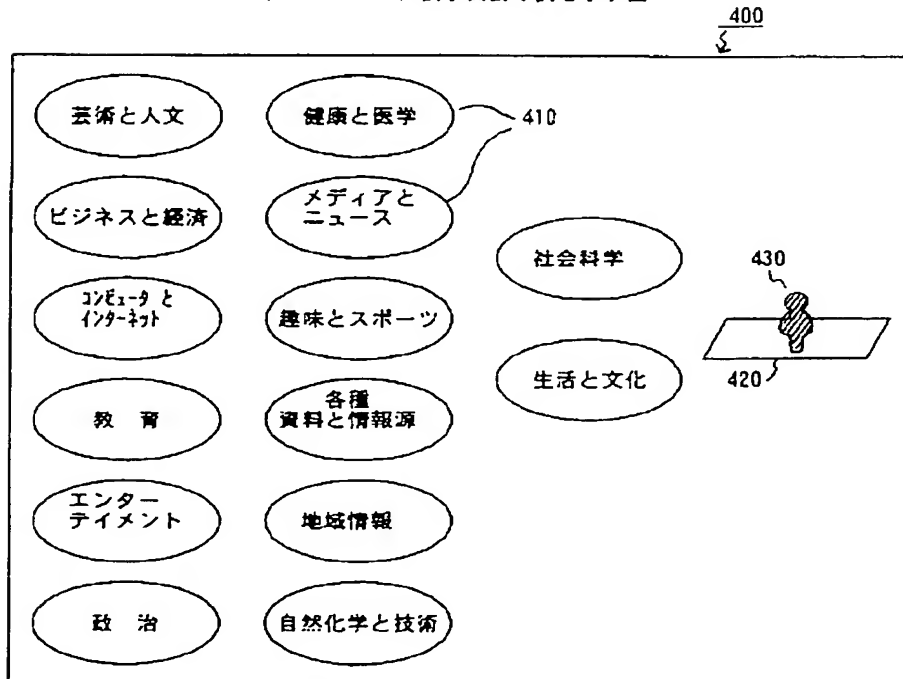 400
芸術と人文
健康と医学
410
ビジネスと経済
メディアと
ニュース
社会科学
430
コンピュータ と
インターネット
趣味とスポーツ
420
生活と文化
教 育
各種
資料と情報源
エンター
テイメント
地域情報
政 治
自然化学と技術